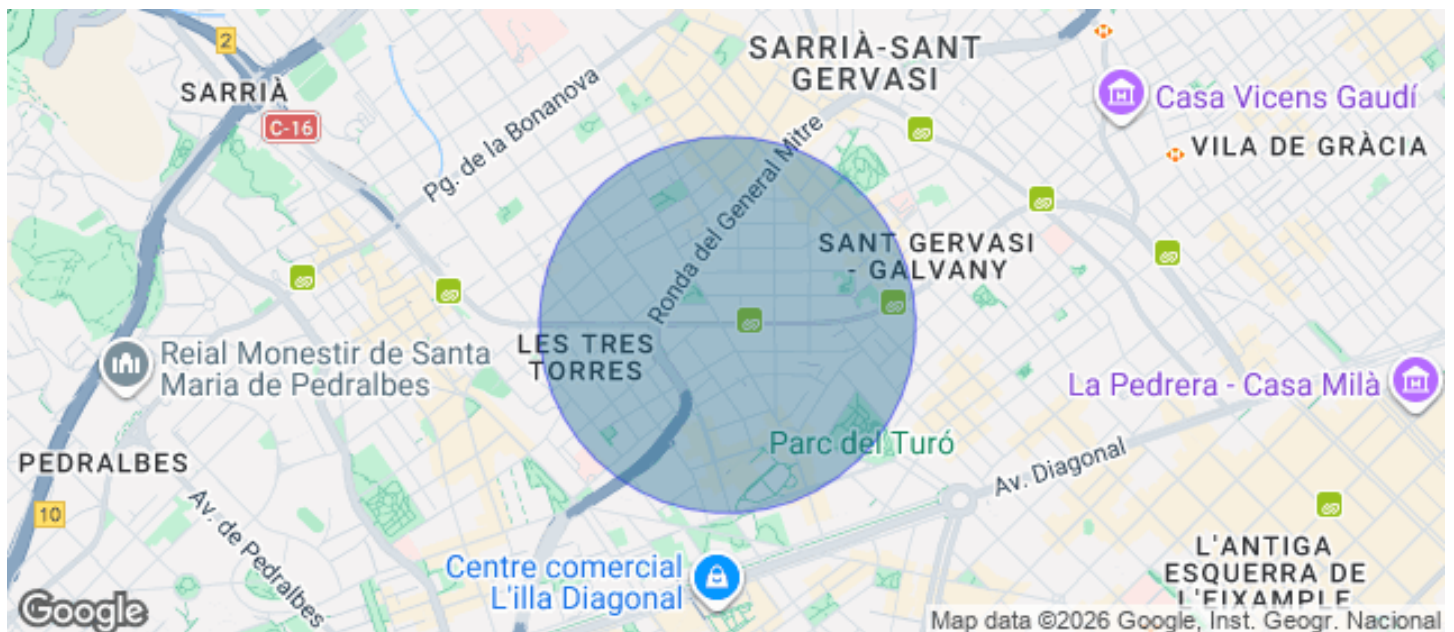 2
SARRIÀ-SANT
GERVASI
SARRIÀ
Casa Vicens Gaudí
C-16
Pg. de la Bonanova
Ronda del General Mitre
VILA DE GRÀCIA
SANT GERVASI
- GALVANY
LES TRES
TORRES
Reial Monestir de Santa
Maria de Pedralbes
La Pedrera - Casa Milà
Parc del Turó
PEDRALBES
Av. Diagonal
10
Av. de Pedralbes
Centre comercial
L'illa Diagonal
L'ANTIGA
ESQUERRA DE
L'EIXAMPLE
Google
Map data ©2026 Google, Inst. Geogr. Nacional